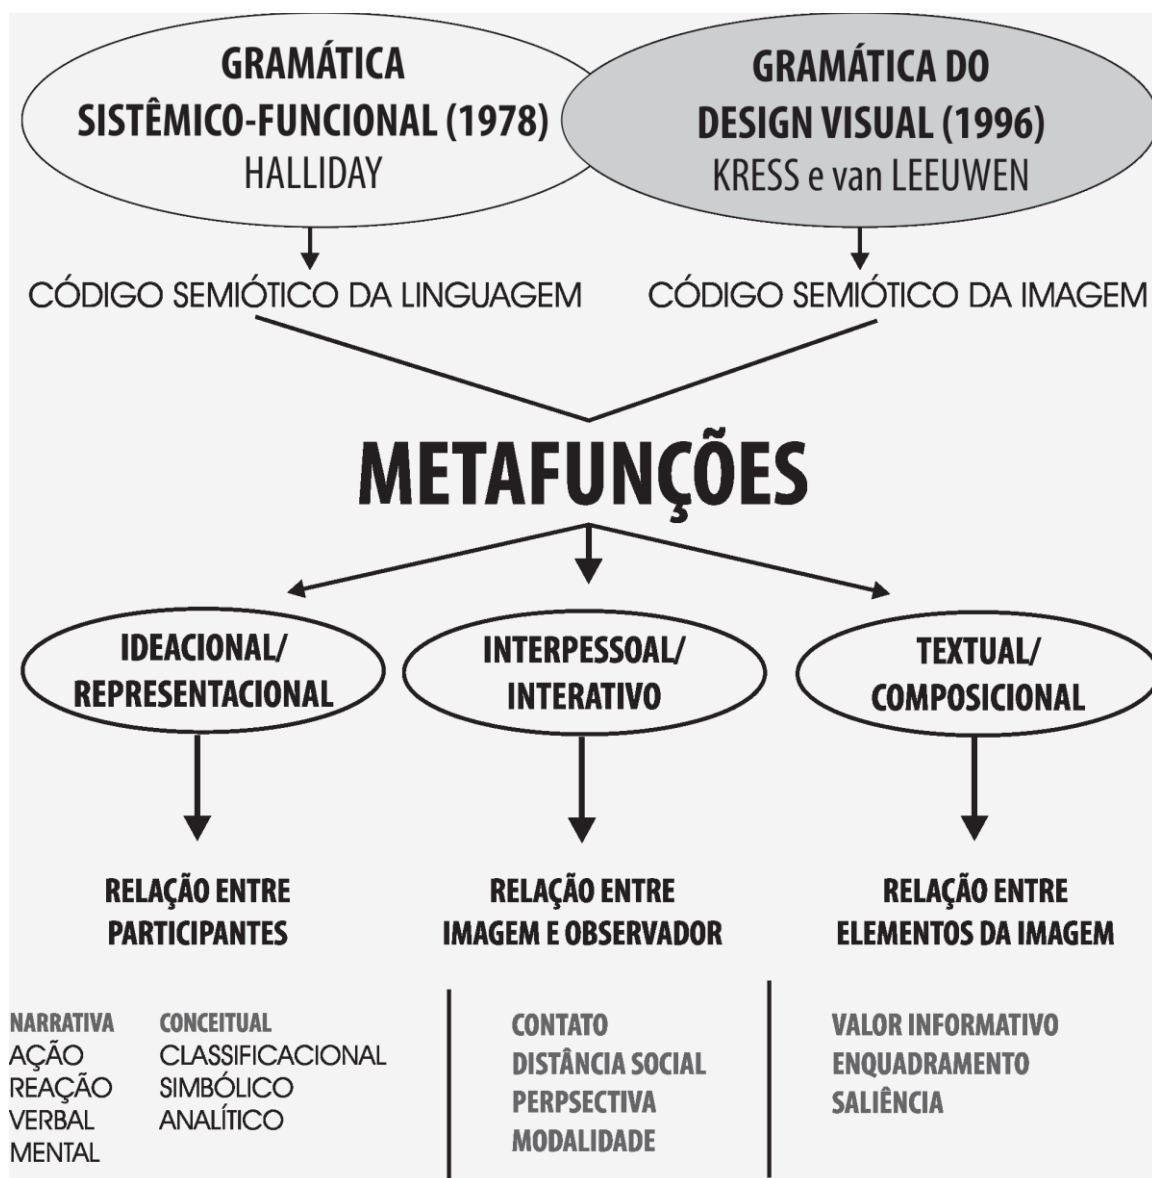 GRAMÁTICA
SISTÊMICO-FUNCIONAL (1978)
HALLIDAY
GRAMÁTICA DO
DESIGN VISUAL (1996)
KRESS e van LEEUWEN
CÓDIGO SEMIÓTICO DA LINGUAGEM
CÓDIGO SEMIÓTICO DA IMAGEM
METAFUNÇÕES
IDEACIONAL/
REPRESENTACIONAL
INTERPESSOAL/
INTERATIVO
TEXTUAL/
COMPOSICIONAL
RELAÇÃO ENTRE
PARTICIPANTES
RELAÇÃO ENTRE
IMAGEM E OBSERVADOR
RELAÇÃO ENTRE
ELEMENTOS DA IMAGEM
NARRATIVA
AÇÃO
REAÇÃO
VERBAL
MENTAL
CONCEITUAL
CLASSIFICACIONAL
SIMBÓLICO
ANALÍTICO
CONTATO
DISTÂNCIA SOCIAL
PERPSECTIVA
MODALIDADE
VALOR INFORMATIVO
ENQUADRAMENTO
SALIÊNCIA